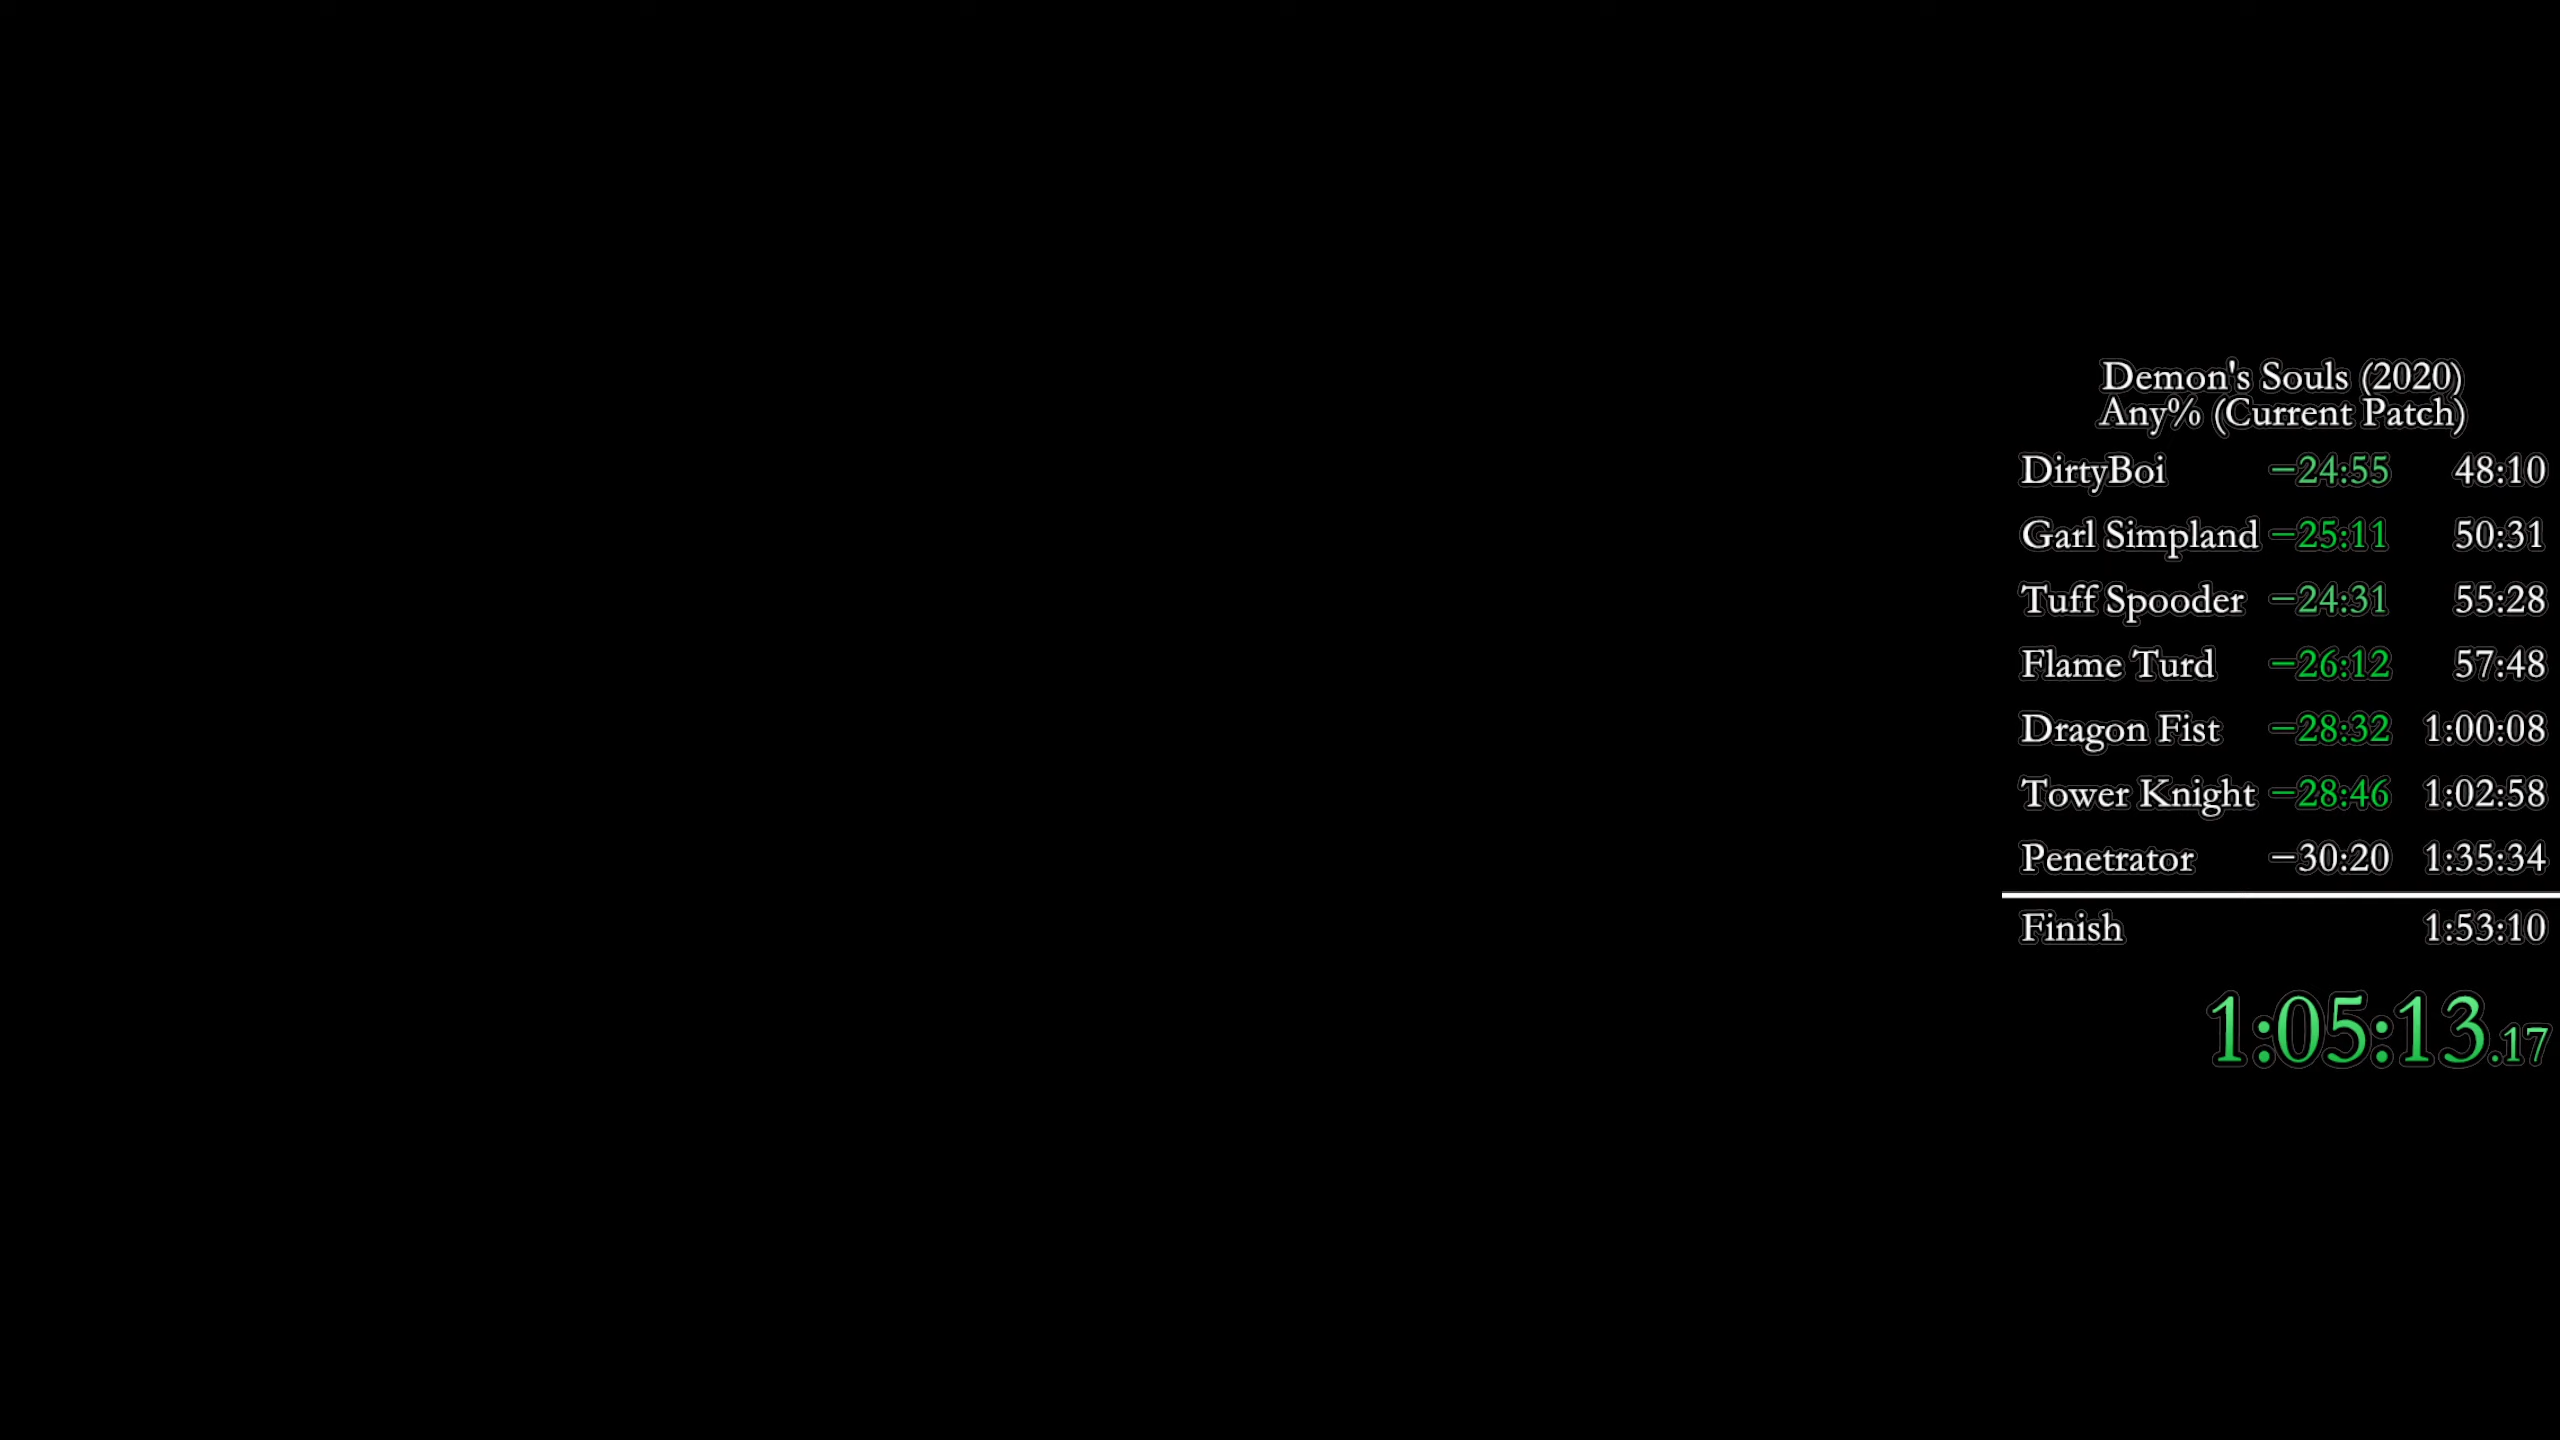 Demon's Souls (2020)
Any% (Current Patch)
DirtyBoi −24:55 48:10
Garl Simpland −25:11 50:31
Tuff Spooder −24:31 55:28
Flame Turd −26:12 57:48
Dragon Fist −28:32 1:00:08
Tower Knight −28:46 1:02:58
Penetrator −30:20 1:35:34
Finish 1:53:10
1:05:13.17